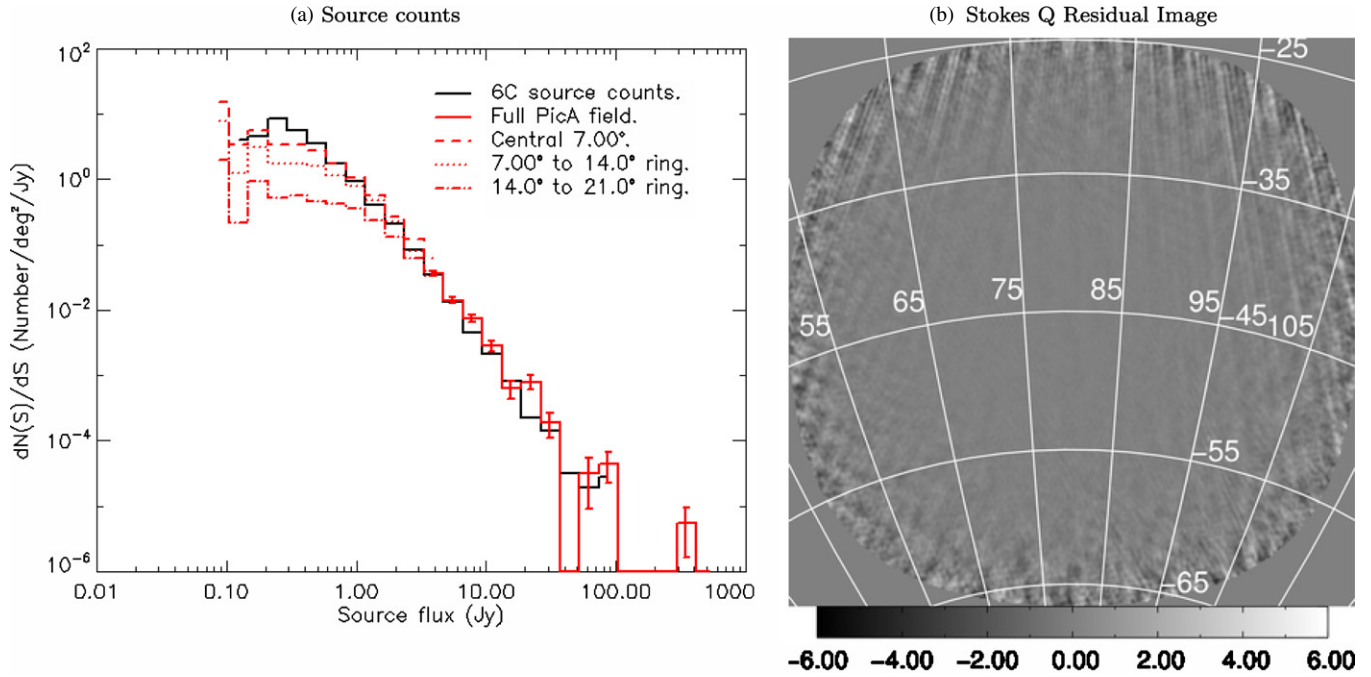 (a) Source counts
10²
10⁰
10⁻²
10⁻⁴
10⁻⁶
dN(S)/dS (Number/deg²/Jy)
6C source counts.
Full PicA field.
Central 7.00°.
7.00° to 14.0° ring.
14.0° to 21.0° ring.
0.01 0.10 1.00 10.00 100.00 1000
Source flux (Jy)
(b) Stokes Q Residual Image
-25
-35
55 65 75 85 95 -45 105
-55
-65
-6.00 -4.00 -2.00 0.00 2.00 4.00 6.00